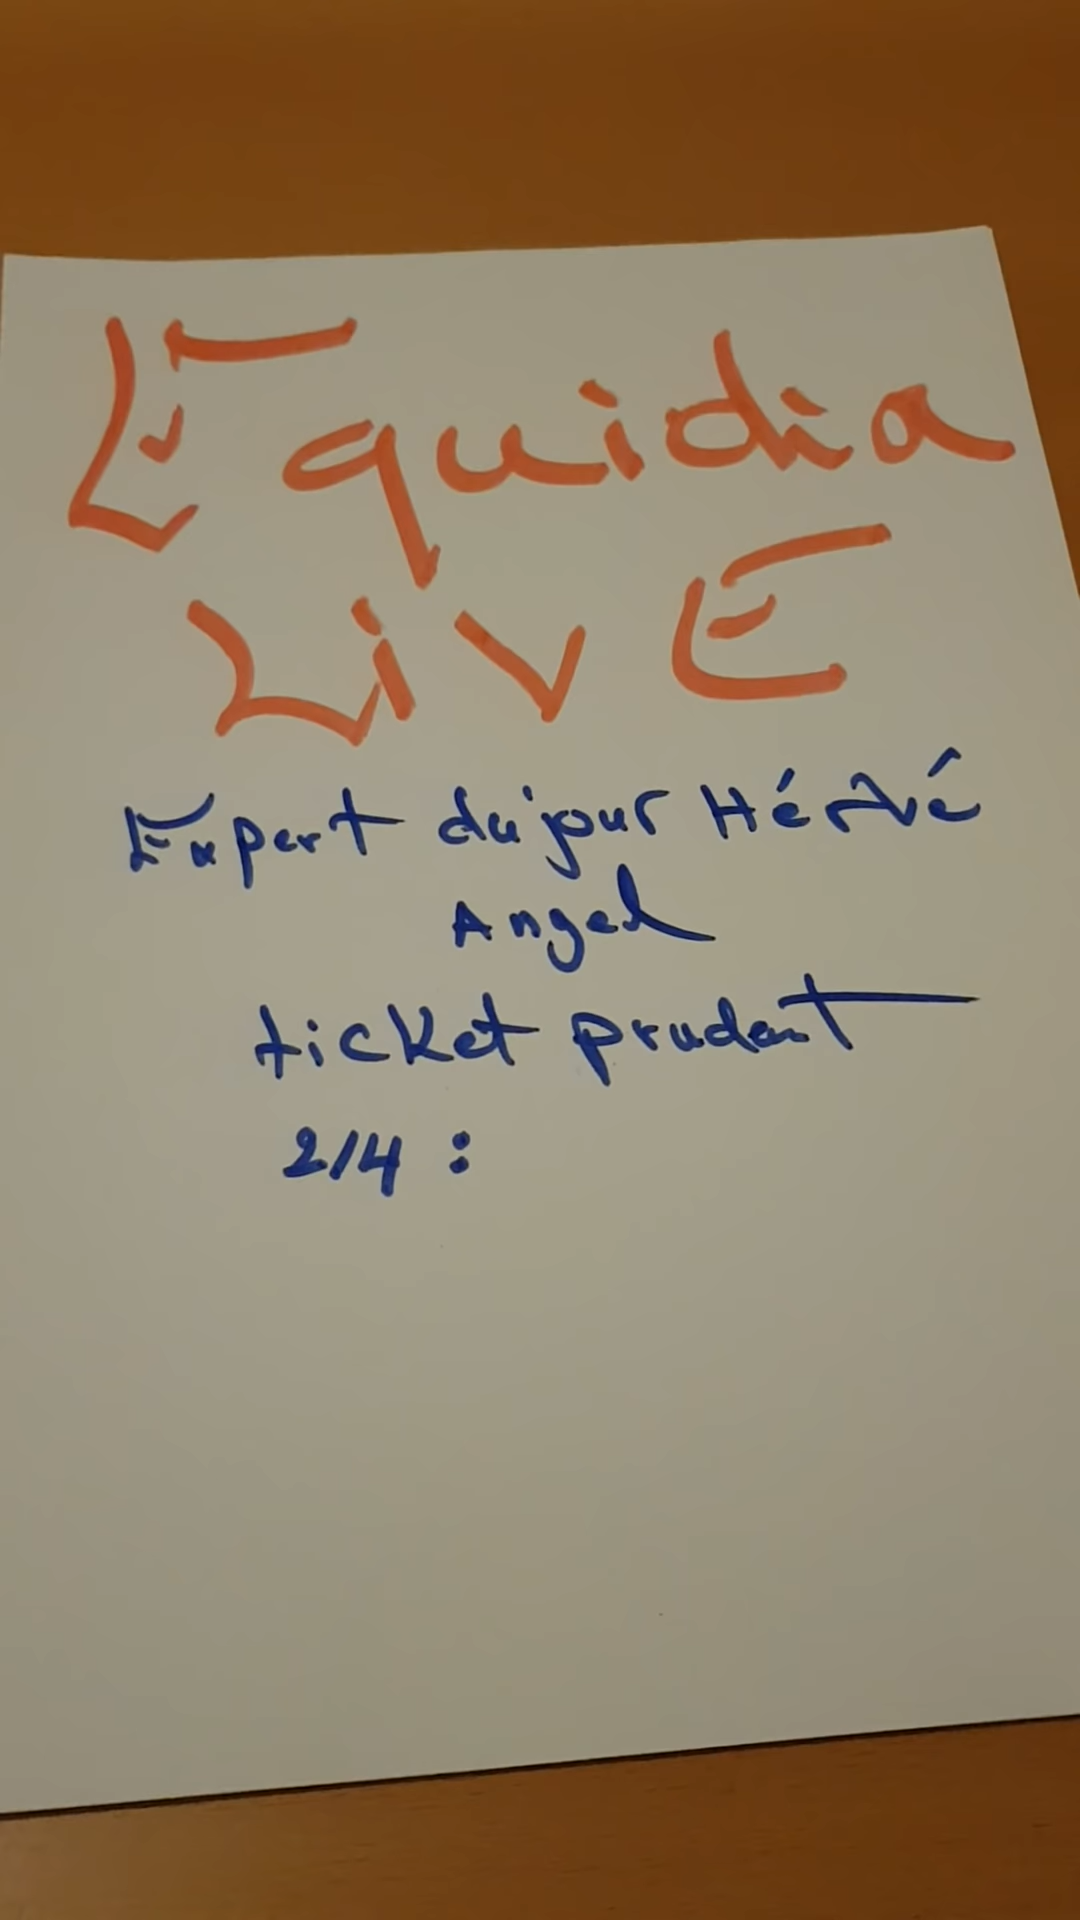 Equidia
LiVE
Expert du jour Hérvé
Angel
ticket prudent
2/4 :